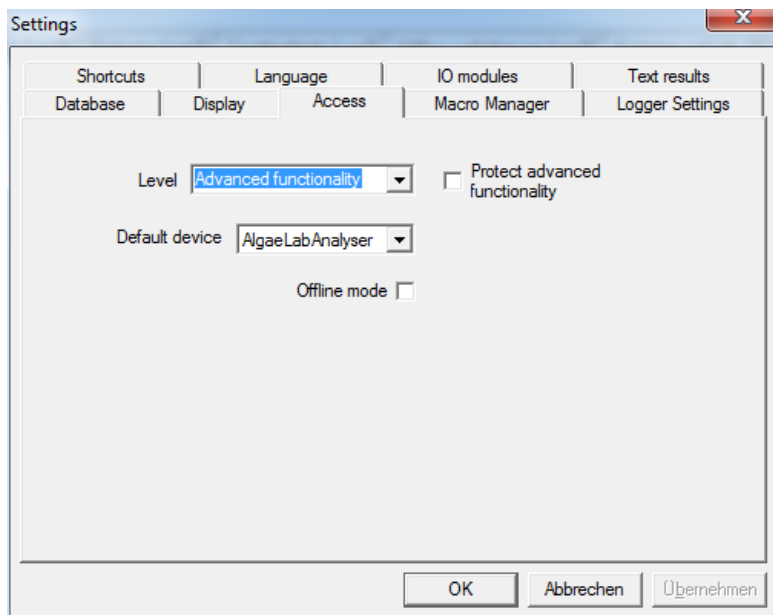 Settings
X
Shortcuts Language IO modules Text results
Database Display Access Macro Manager Logger Settings
Level Advanced functionality Protect advanced
functionality
Default device AlgaeLabAnalyser
Offline mode
OK Abbrechen Übernehmen